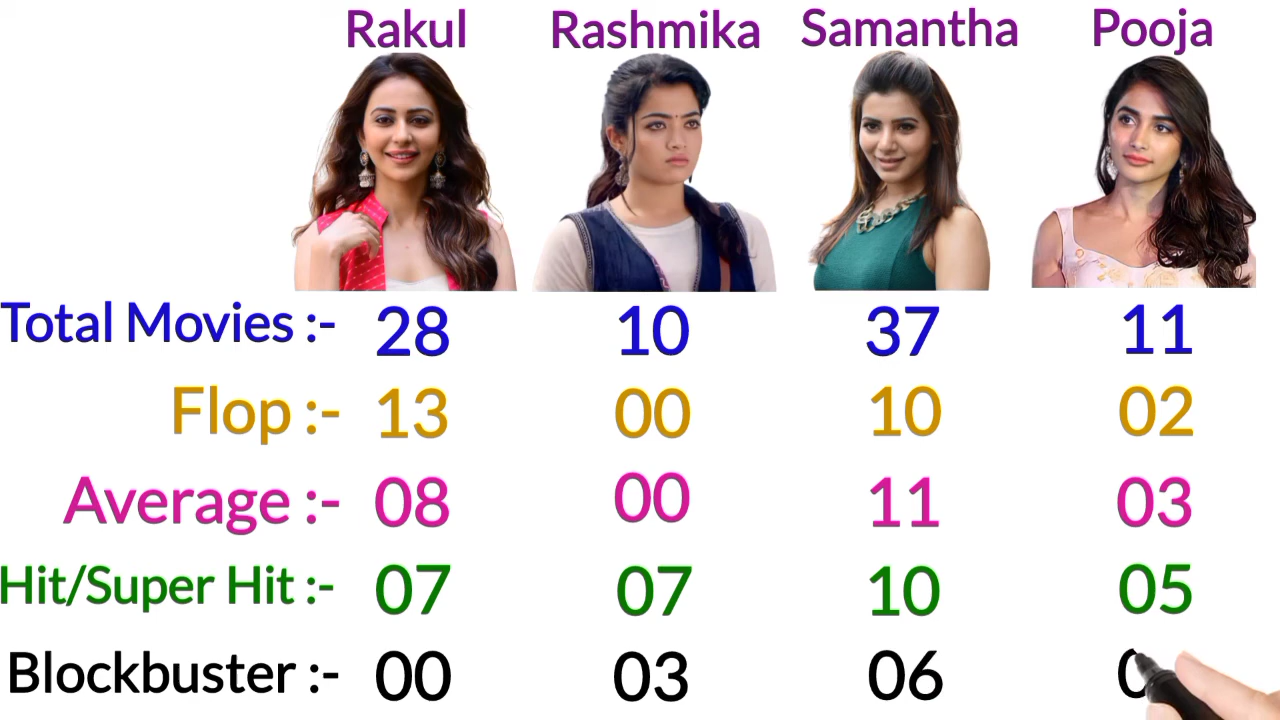 Rakul Rashmika Samantha Pooja
Total Movies :- 28 10 37 11
Flop :- 13 00 10 02
Average :- 08 00 11 03
Hit/Super Hit :- 07 07 10 05
Blockbuster :- 00 03 06